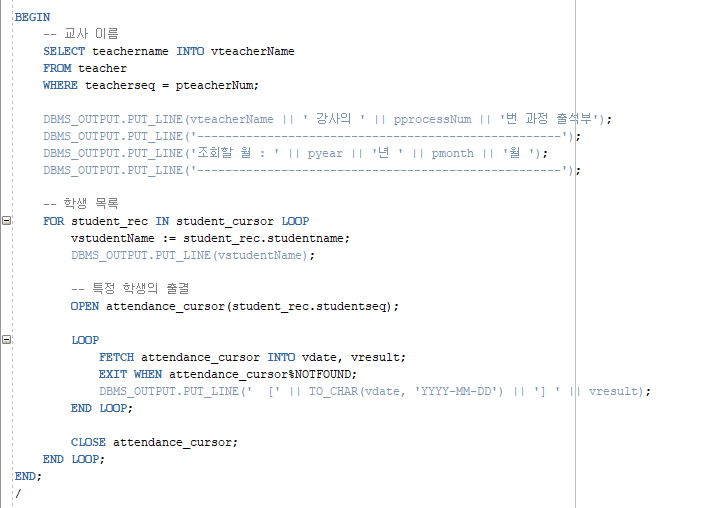 BEGIN
-- 교사 이름
SELECT teachername INTO vteacherName
FROM teacher
WHERE teacherseq = pteacherNum;
DBMS_OUTPUT.PUT_LINE(vteacherName || ' 강사의 ' || pprocessNum || '번 과정 출석부');
DBMS_OUTPUT.PUT_LINE('----------------------------------------------------');
DBMS_OUTPUT.PUT_LINE('조회할 월 : ' || pyear || '년 ' || pmonth || '월 ');
DBMS_OUTPUT.PUT_LINE('----------------------------------------------------');
-- 학생 목록
FOR student_rec IN student_cursor LOOP
vstudentName := student_rec.studentname;
DBMS_OUTPUT.PUT_LINE(vstudentName);
-- 특정 학생의 출결
OPEN attendance_cursor(student_rec.studentseq);
LOOP
FETCH attendance_cursor INTO vdate, vresult;
EXIT WHEN attendance_cursor%NOTFOUND;
DBMS_OUTPUT.PUT_LINE('  [' || TO_CHAR(vdate, 'YYYY-MM-DD') || '] ' || vresult);
END LOOP;
CLOSE attendance_cursor;
END LOOP;
END;
/